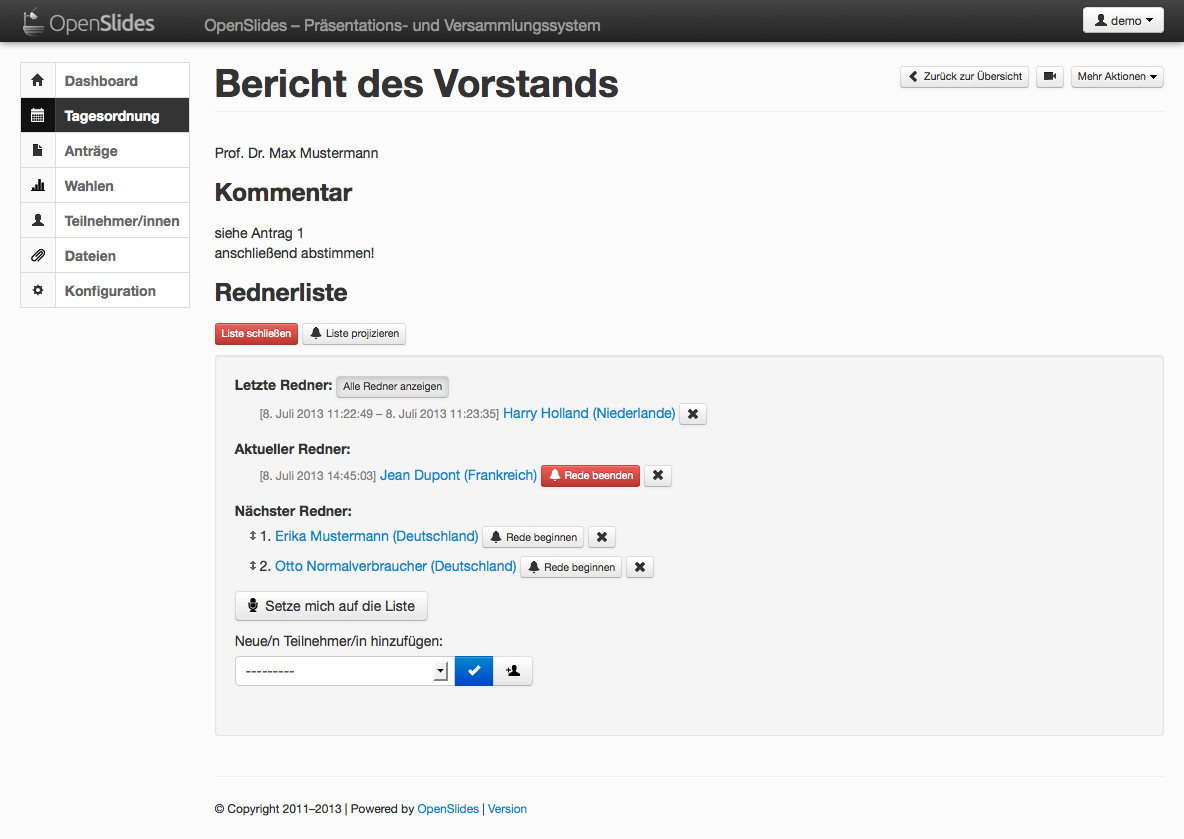 OpenSlides
OpenSlides – Präsentations- und Versammlungssystem
demo
Dashboard
Tagesordnung
Anträge
Wahlen
Teilnehmer/innen
Dateien
Konfiguration
Bericht des Vorstands
Zurück zur Übersicht
Mehr Aktionen
Prof. Dr. Max Mustermann
Kommentar
siehe Antrag 1
anschließend abstimmen!
Rednerliste
Liste schließen
Liste projizieren
Letzte Redner: Alle Redner anzeigen
[8. Juli 2013 11:22:49 – 8. Juli 2013 11:23:35] Harry Holland (Niederlande)
Aktueller Redner:
[8. Juli 2013 14:45:03] Jean Dupont (Frankreich) Rede beenden
Nächster Redner:
1. Erika Mustermann (Deutschland) Rede beginnen
2. Otto Normalverbraucher (Deutschland) Rede beginnen
Setze mich auf die Liste
Neue/n Teilnehmer/in hinzufügen:
---------
© Copyright 2011–2013 | Powered by OpenSlides | Version